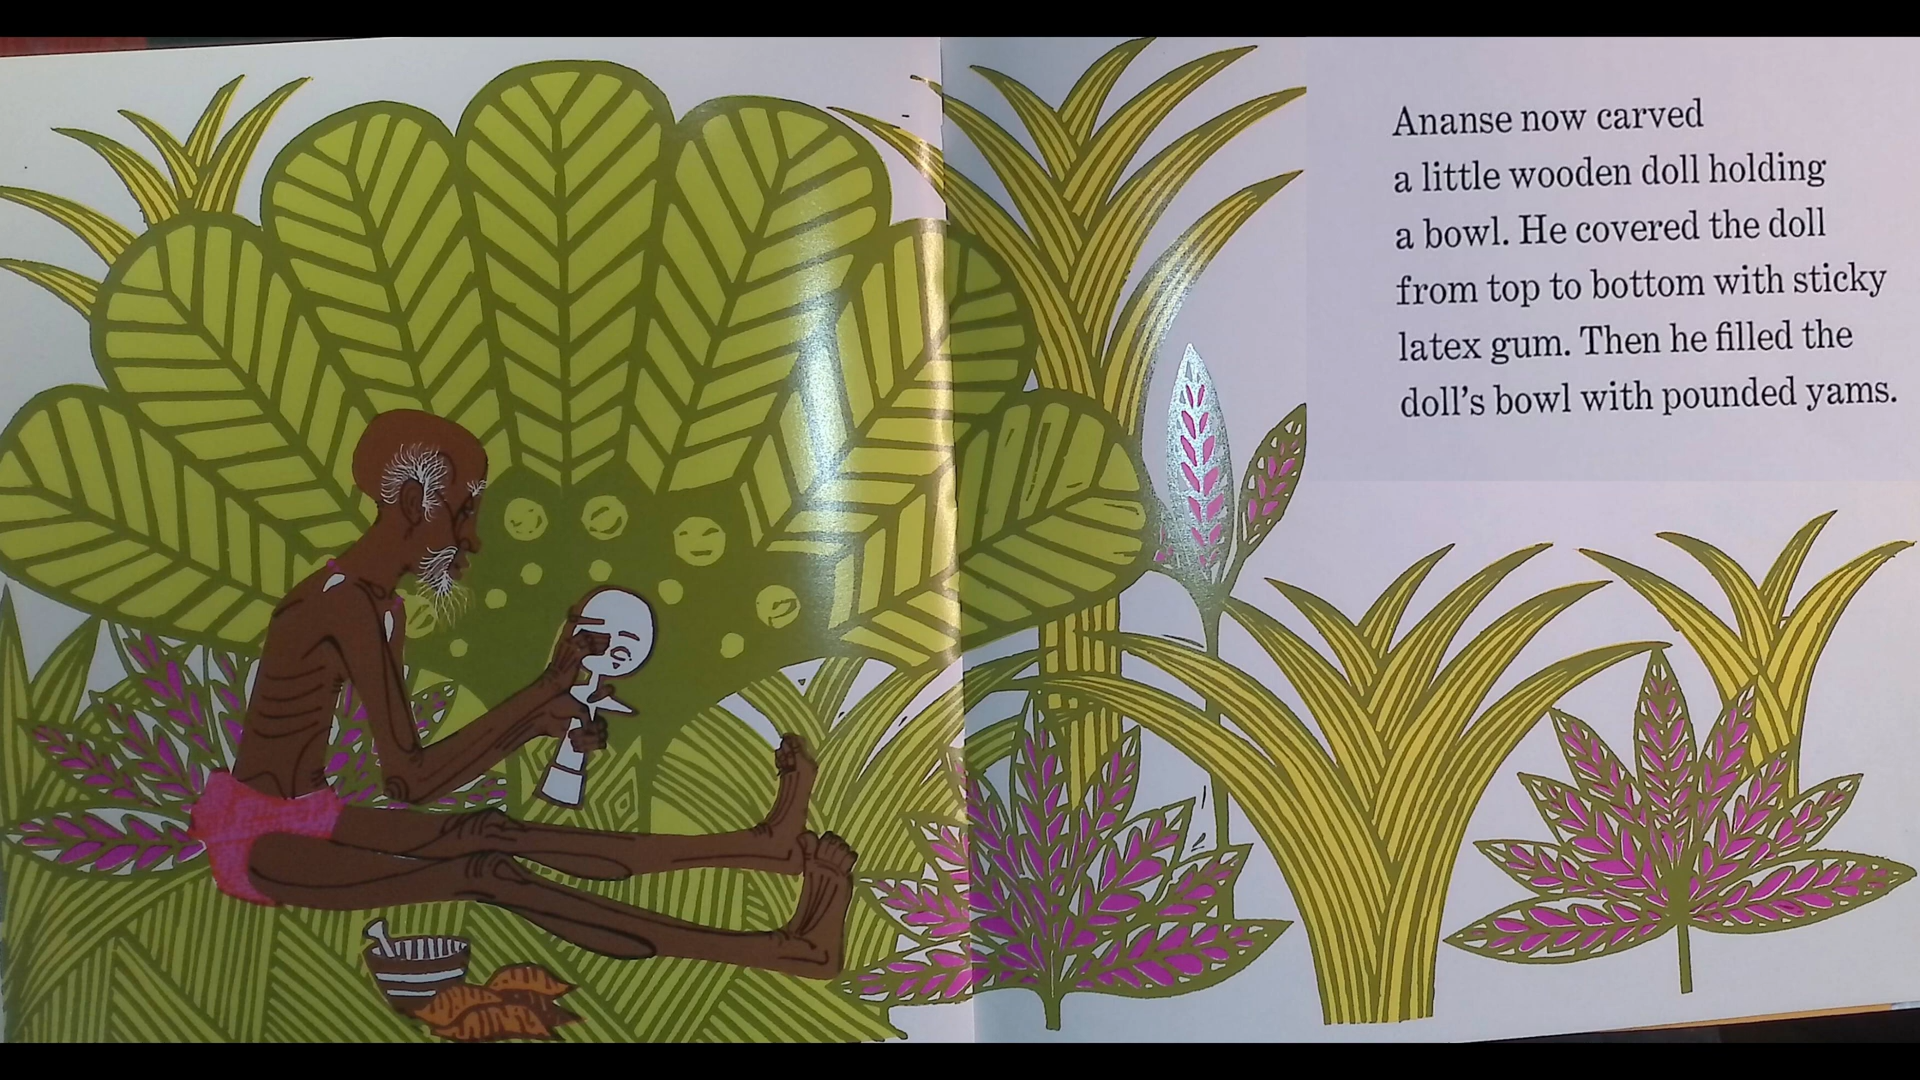 Ananse now carved
a little wooden doll holding
a bowl. He covered the doll
from top to bottom with sticky
latex gum. Then he filled the
doll's bowl with pounded yams.